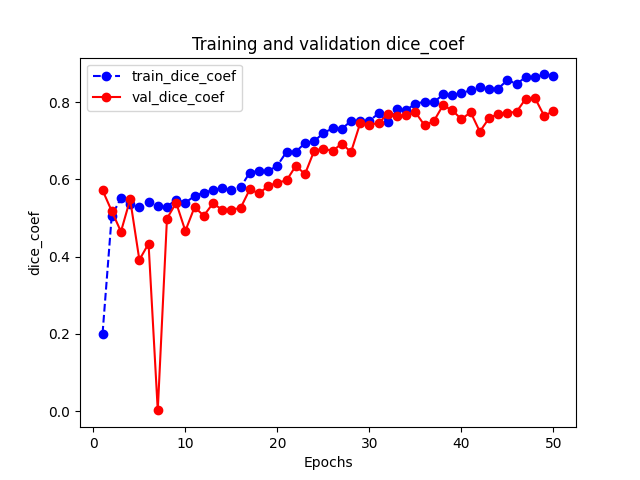 Training and validation dice_coef
train_dice_coef
val_dice_coef
dice_coef
0.8
0.6
0.4
0.2
0.0
0 10 20 30 40 50
Epochs